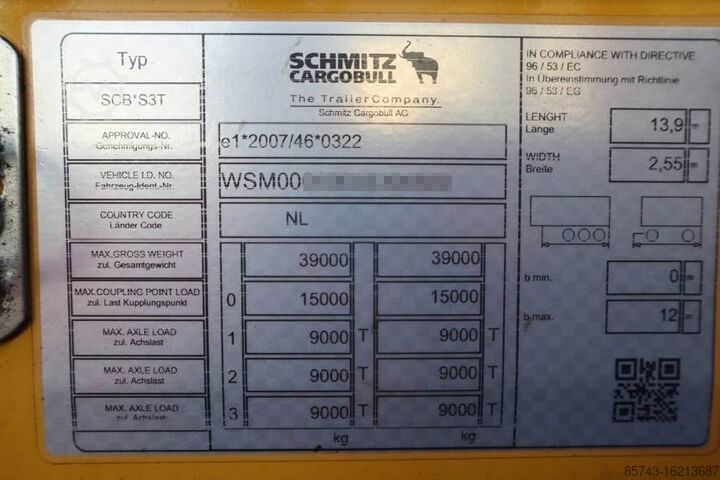 Typ
SCB*S3T
SCHMITZ
CARGOBULL
The Trailer Company.
Schmitz Cargobull AG
IN COMPLIANCE WITH DIRECTIVE
96 / 53 / EC
In Übereinstimmung mit Richtlinie
96 / 53 / EG
APPROVAL-NO.
Genehmigungs-Nr.
e1*2007/46*0322
VEHICLE I.D. NO.
Fahrzeug-Ident.-Nr.
WSM00
COUNTRY CODE
Länder Code
NL
MAX.GROSS WEIGHT
zul. Gesamtgewicht
39000 39000
MAX.COUPLING POINT LOAD
zul. Last Kupplungspunkt
0 15000 15000
MAX. AXLE LOAD
zul. Achslast
1 9000 T 9000 T
MAX. AXLE LOAD
zul. Achslast
2 9000 T 9000 T
MAX. AXLE LOAD
zul. Achslast
3 9000 T 9000 T
kg kg
LENGHT
Länge
13,9 m
WIDTH
Breite
2,55 m
b min.
0 m
b max.
12 m
85743-16213687